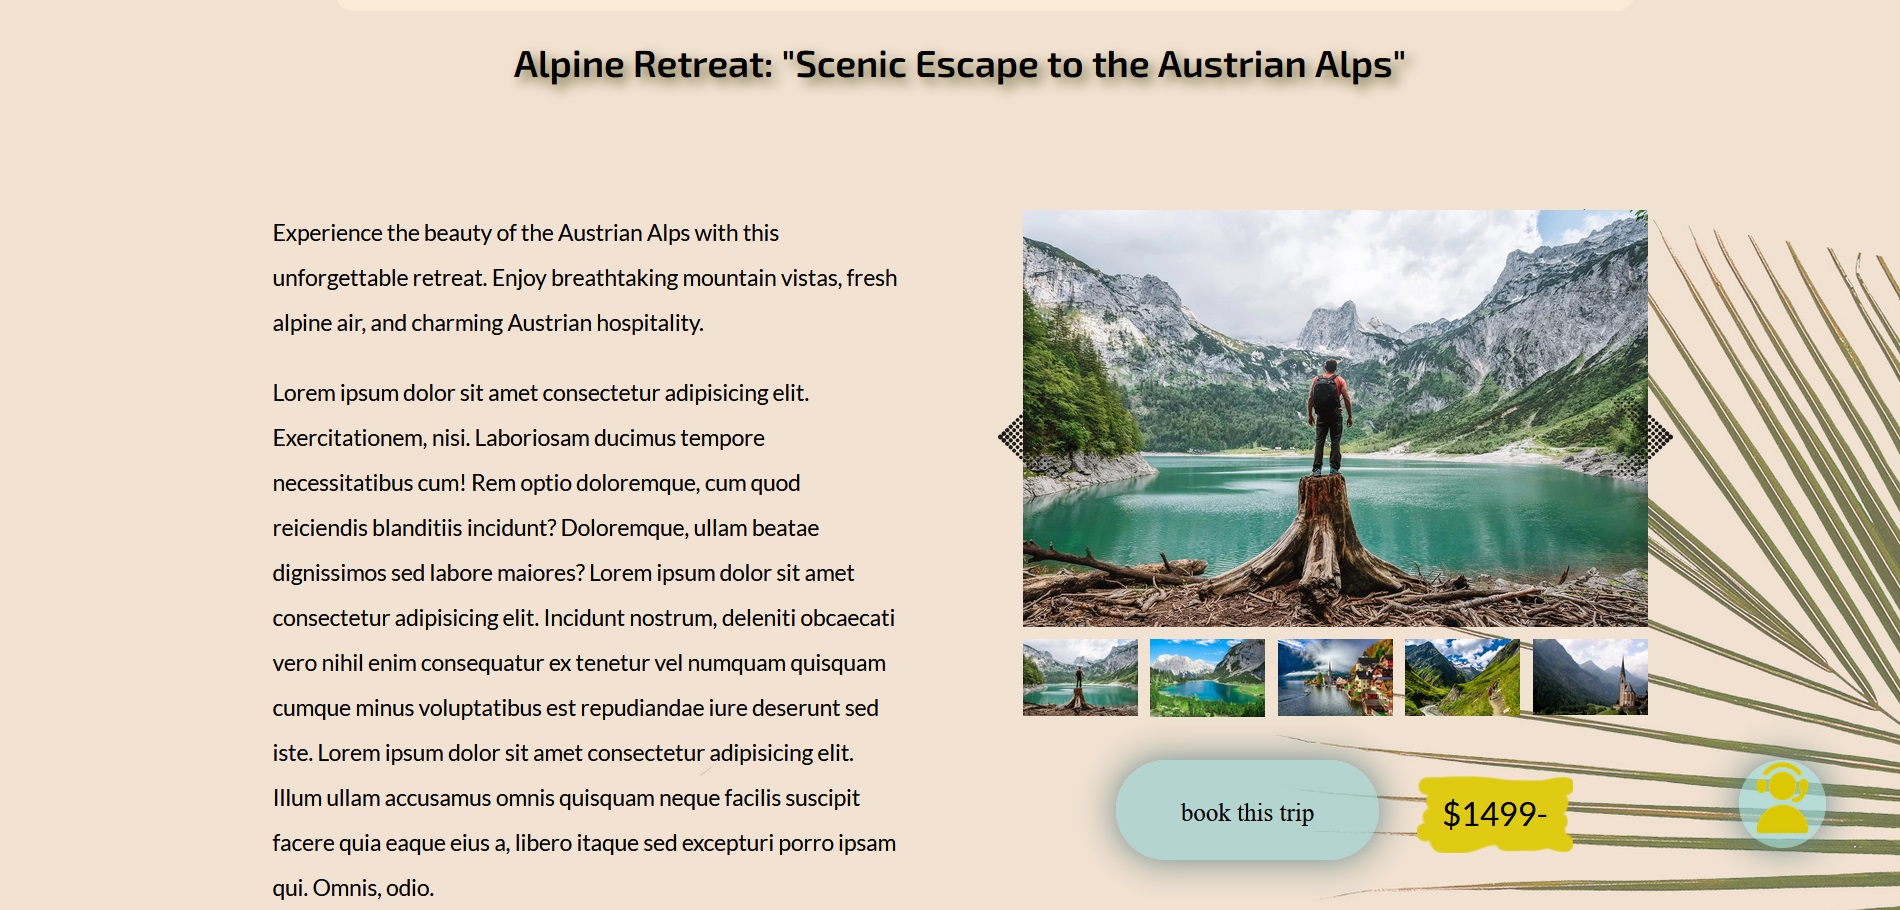 Alpine Retreat: "Scenic Escape to the Austrian Alps"
Experience the beauty of the Austrian Alps with this
unforgettable retreat. Enjoy breathtaking mountain vistas, fresh
alpine air, and charming Austrian hospitality.
Lorem ipsum dolor sit amet consectetur adipisicing elit.
Exercitationem, nisi. Laboriosam ducimus tempore
necessitatibus cum! Rem optio doloremque, cum quod
reiciendis blanditiis incidunt? Doloremque, ullam beatae
dignissimos sed labore maiores? Lorem ipsum dolor sit amet
consectetur adipisicing elit. Incidunt nostrum, deleniti obcaecati
vero nihil enim consequatur ex tenetur vel numquam quisquam
cumque minus voluptatibus est repudiandae iure deserunt sed
iste. Lorem ipsum dolor sit amet consectetur adipisicing elit.
Illum ullam accusamus omnis quisquam neque facilis suscipit
facere quia eaque eius a, libero itaque sed excepturi porro ipsam
qui. Omnis, odio.
book this trip
$1499-